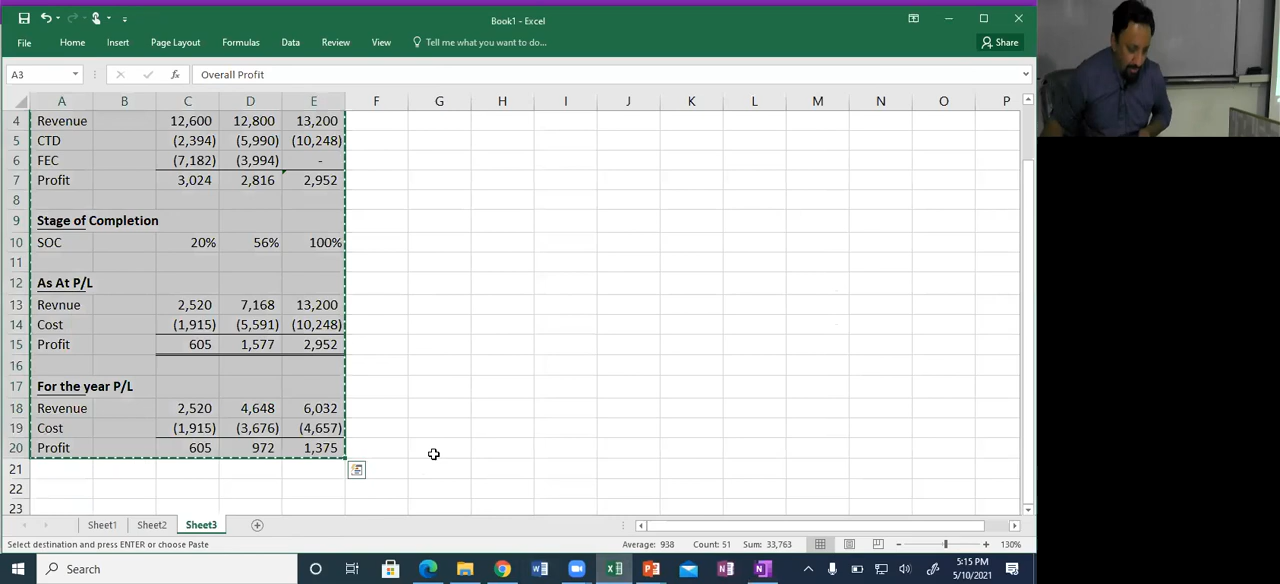 Book1 - Excel
File Home Insert Page Layout Formulas Data Review View Tell me what you want to do... Share
A3 fx Overall Profit
A B C D E F G H I J K L M N O P
4 Revenue 12,600 12,800 13,200
5 CTD (2,394) (5,990) (10,248)
6 FEC (7,182) (3,994) -
7 Profit 3,024 2,816 2,952
8
9 Stage of Completion
10 SOC 20% 56% 100%
11
12 As At P/L
13 Revnue 2,520 7,168 13,200
14 Cost (1,915) (5,591) (10,248)
15 Profit 605 1,577 2,952
16
17 For the year P/L
18 Revenue 2,520 4,648 6,032
19 Cost (1,915) (3,676) (4,657)
20 Profit 605 972 1,375
21
22
23
Sheet1 Sheet2 Sheet3
Select destination and press ENTER or choose Paste Average: 938 Count: 51 Sum: 33,763 130%
Search 5:15 PM
5/10/2021